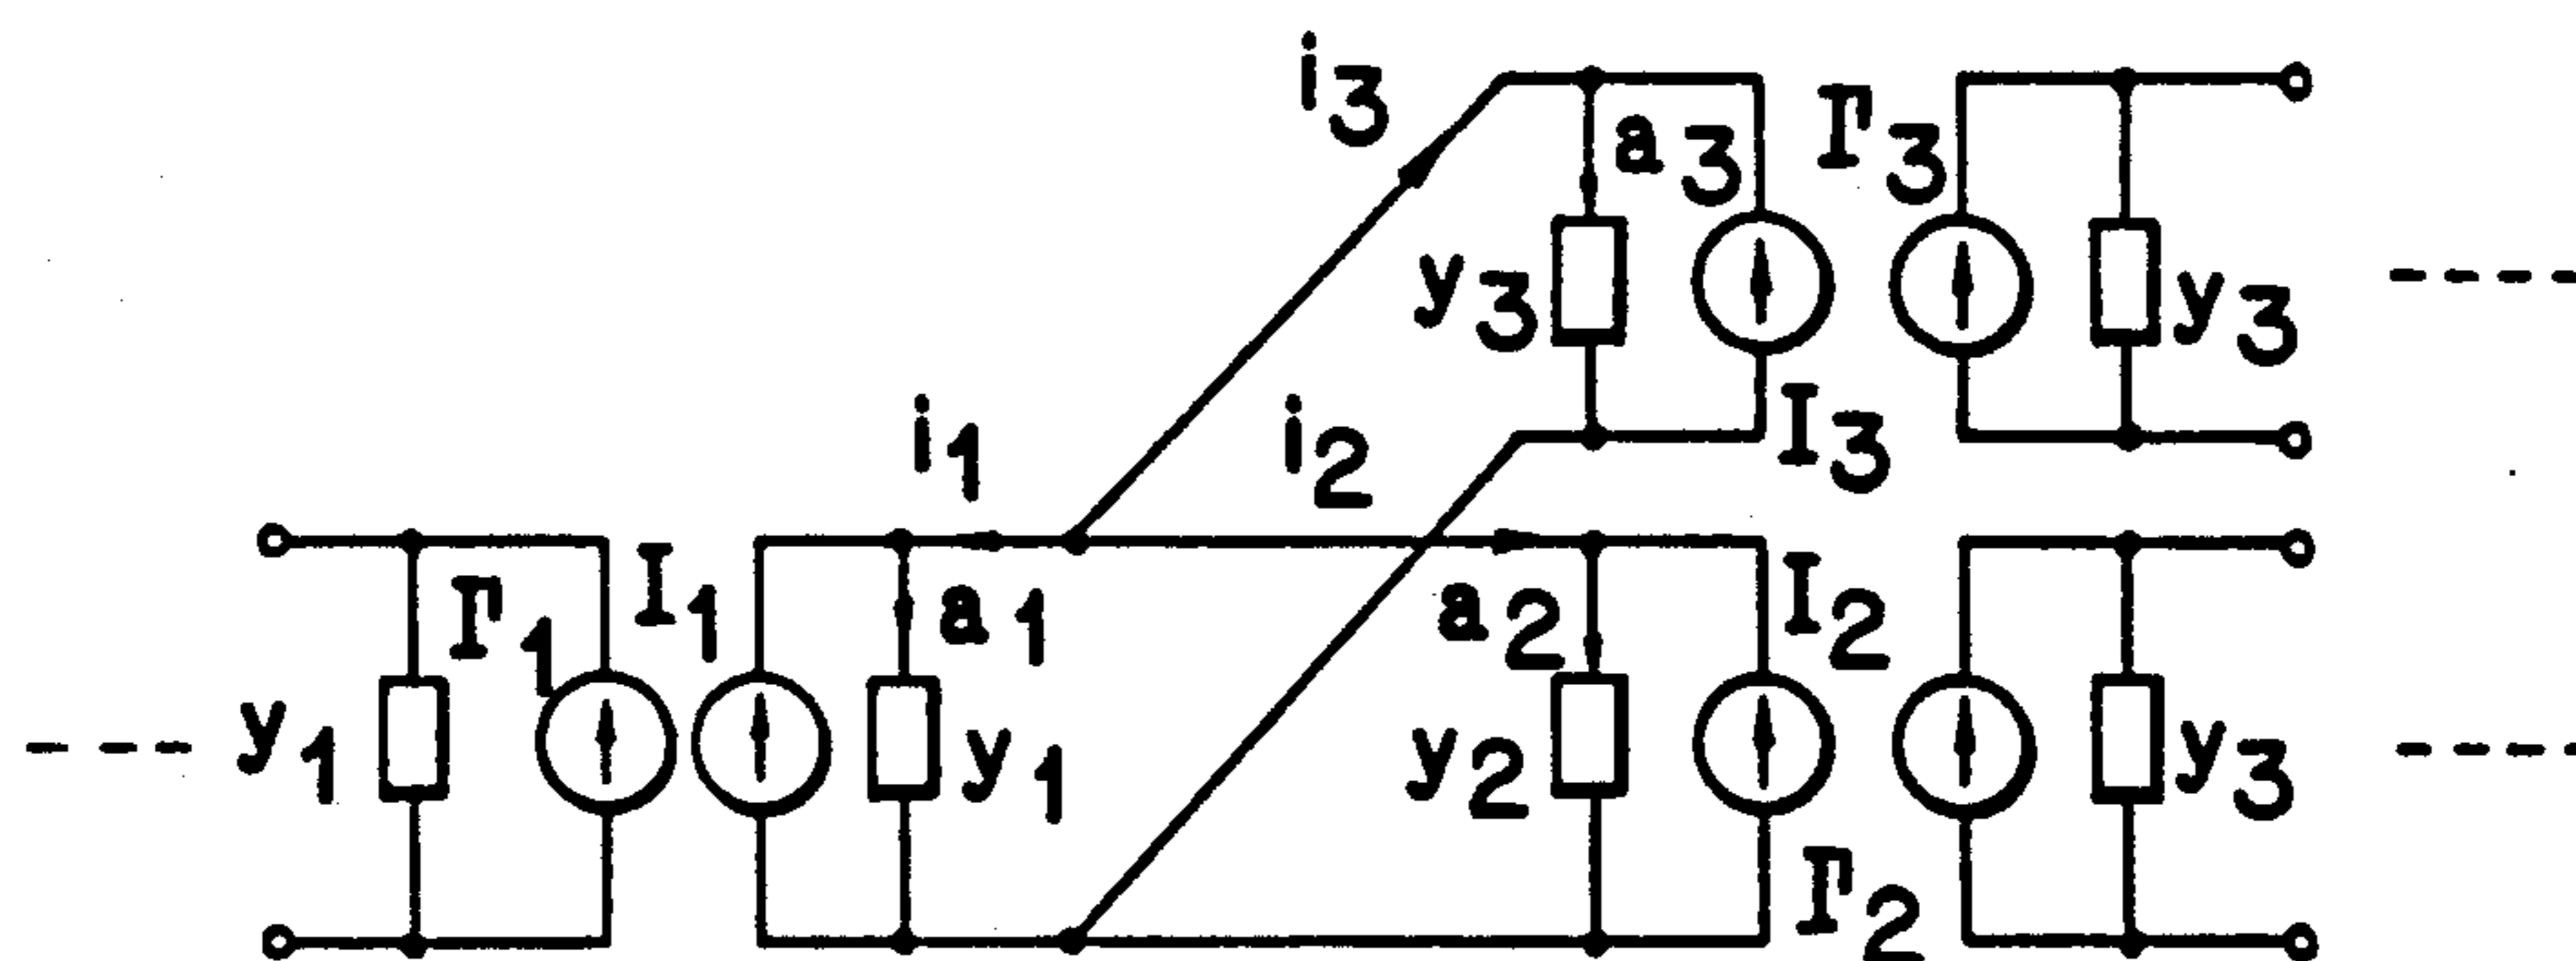 i3
a3 Γ3
y3 y3
i1 i2 I3
Γ1 I1 a1 a2 I2
y1 y1 y2 y3
Γ2